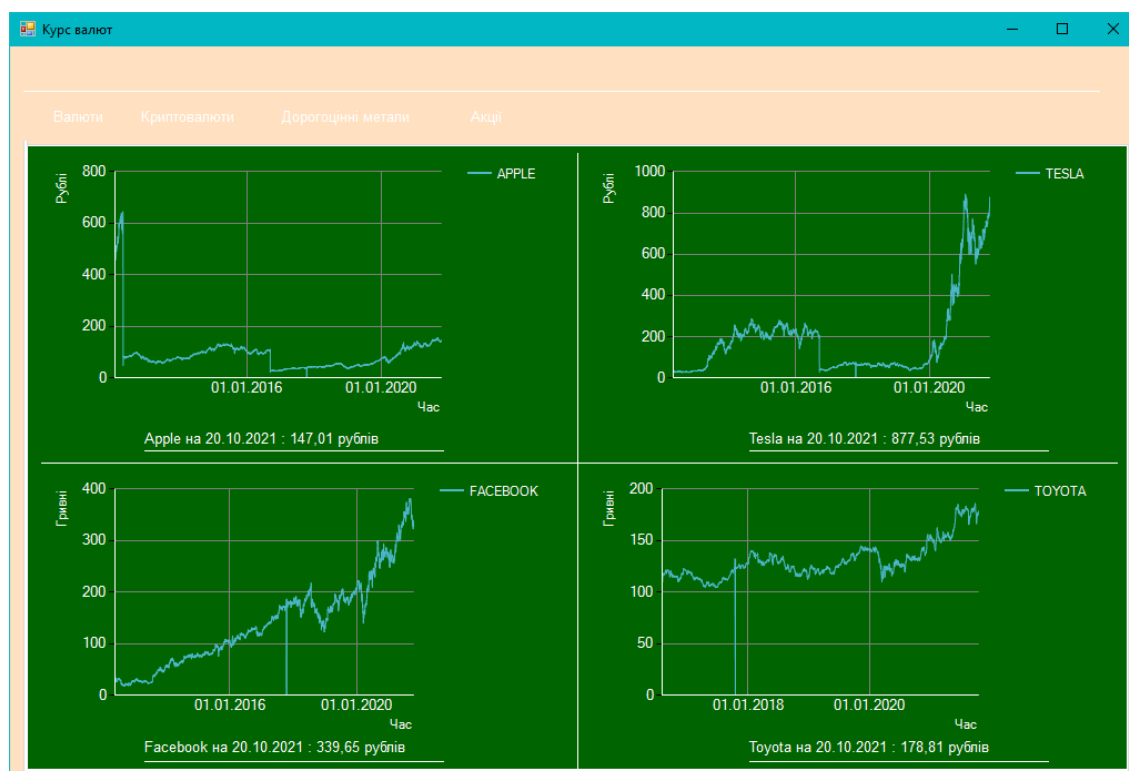 Курс валют
Валюти Криптовалюти Дорогоцінні метали Акції
Рублі
800
600
400
200
0
01.01.2016 01.01.2020
Час
APPLE
Apple на 20.10.2021 : 147,01 рублів
Рублі
1000
800
600
400
200
0
01.01.2016 01.01.2020
Час
TESLA
Tesla на 20.10.2021 : 877,53 рублів
Гривні
400
300
200
100
0
01.01.2016 01.01.2020
Час
FACEBOOK
Facebook на 20.10.2021 : 339,65 рублів
Гривні
200
150
100
50
0
01.01.2018 01.01.2020
Час
TOYOTA
Toyota на 20.10.2021 : 178,81 рублів